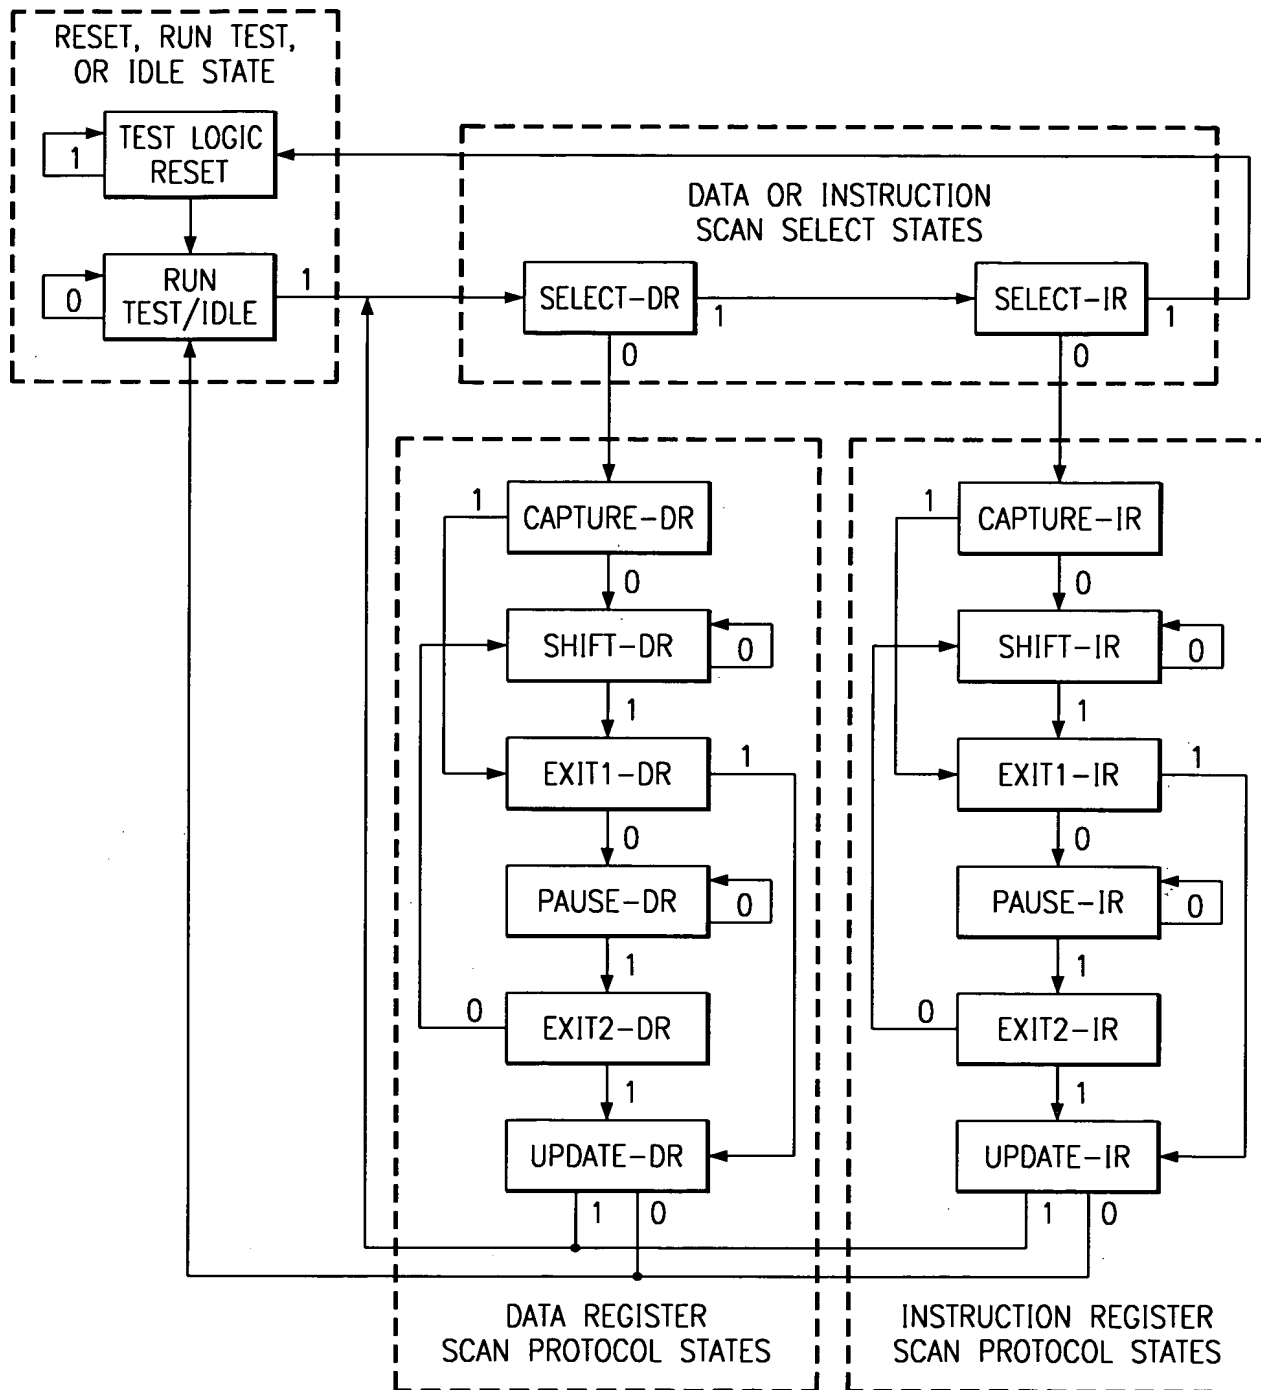 RESET, RUN TEST,
OR IDLE STATE
TEST LOGIC
RESET
1
RUN
TEST/IDLE
0
1
DATA OR INSTRUCTION
SCAN SELECT STATES
SELECT-DR
1
0
SELECT-IR
1
0
CAPTURE-DR
1
0
SHIFT-DR
0
1
EXIT1-DR
1
0
PAUSE-DR
0
1
EXIT2-DR
0
1
UPDATE-DR
1
0
DATA REGISTER
SCAN PROTOCOL STATES
CAPTURE-IR
1
0
SHIFT-IR
0
1
EXIT1-IR
1
0
PAUSE-IR
0
1
EXIT2-IR
0
1
UPDATE-IR
1
0
INSTRUCTION REGISTER
SCAN PROTOCOL STATES